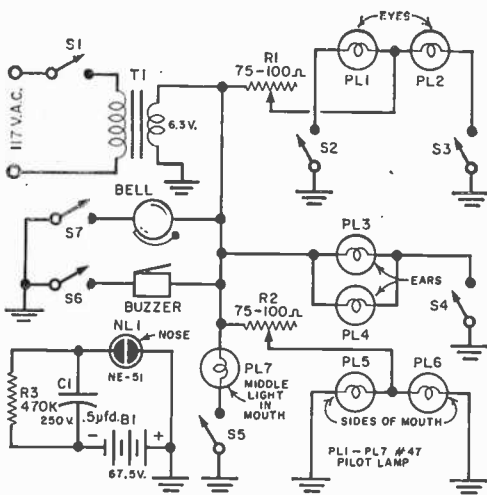 EYES
S1
T1
R1
75-100Ω
PL1
PL2
117 V.A.C.
6.3 V.
S2
S3
BELL
S7
PL3
EARS
BUZZER
S6
R2
75-100Ω
PL4
S4
NL1
NOSE
NE-51
PL7
PL5
PL6
MIDDLE
LIGHT
IN
MOUTH
SIDES OF MOUTH
R3
470K
C1
250V.
.5µfd.
B1
- +
S5
67.5V.
PL1-PL7 #47
PILOT LAMP